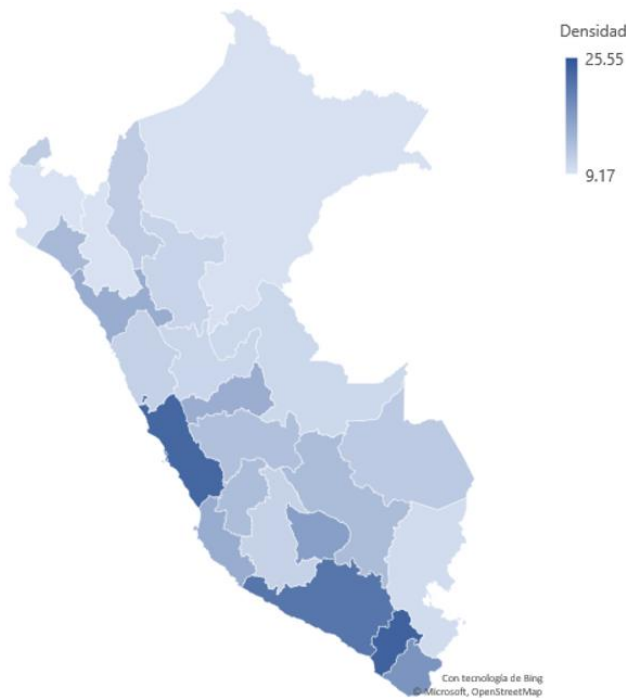 Densidad
25.55
9.17
Con tecnología de Bing
© Microsoft, OpenStreetMap